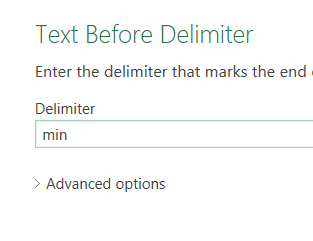 Text Before Delimiter
Enter the delimiter that marks the end
Delimiter
min
Advanced options